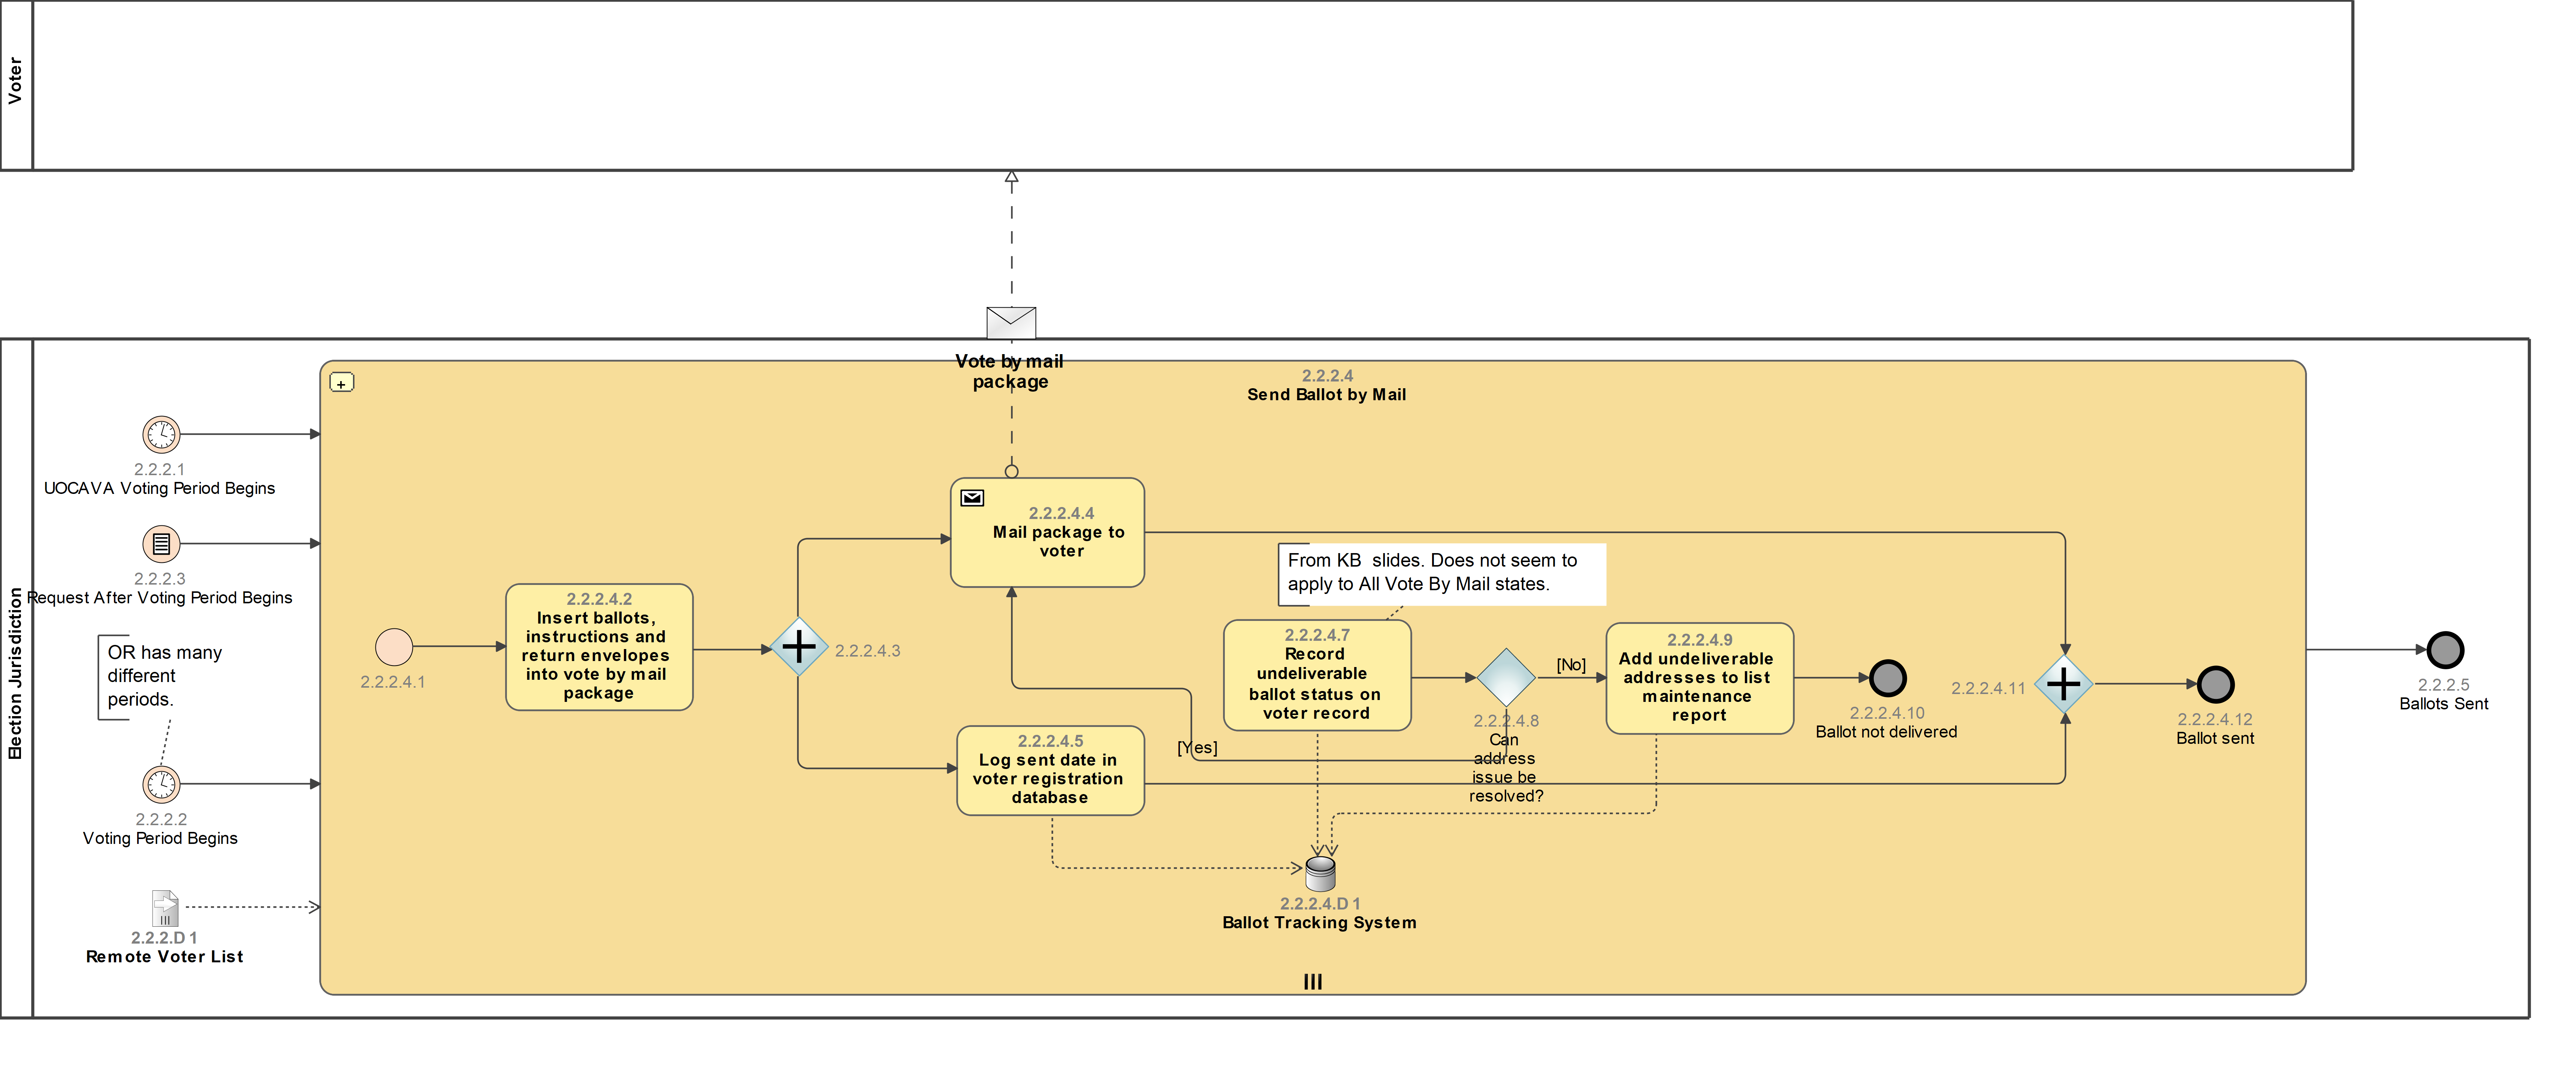 Voter
Vote by mail
package
Election Jurisdiction
2.2.2.4
Send Ballot by Mail
2.2.2.1
UOCAVA Voting Period Begins
2.2.2.3
Request After Voting Period Begins
OR has many
different
periods.
2.2.2.2
Voting Period Begins
2.2.2.D1
Remote Voter List
2.2.2.4.1
2.2.2.4.2
Insert ballots,
instructions and
return envelopes
into vote by mail
package
2.2.2.4.3
2.2.2.4.4
Mail package to
voter
2.2.2.4.5
Log sent date in
voter registration
database
From KB slides. Does not seem to
apply to All Vote By Mail states.
2.2.2.4.7
Record
undeliverable
ballot status on
voter record
[Yes]
2.2.2.4.8
Can
address
issue be
resolved?
[No]
2.2.2.4.9
Add undeliverable
addresses to list
maintenance
report
2.2.2.4.10
Ballot not delivered
2.2.2.4.11
2.2.2.4.12
Ballot sent
2.2.2.5
Ballots Sent
2.2.2.4.D1
Ballot Tracking System